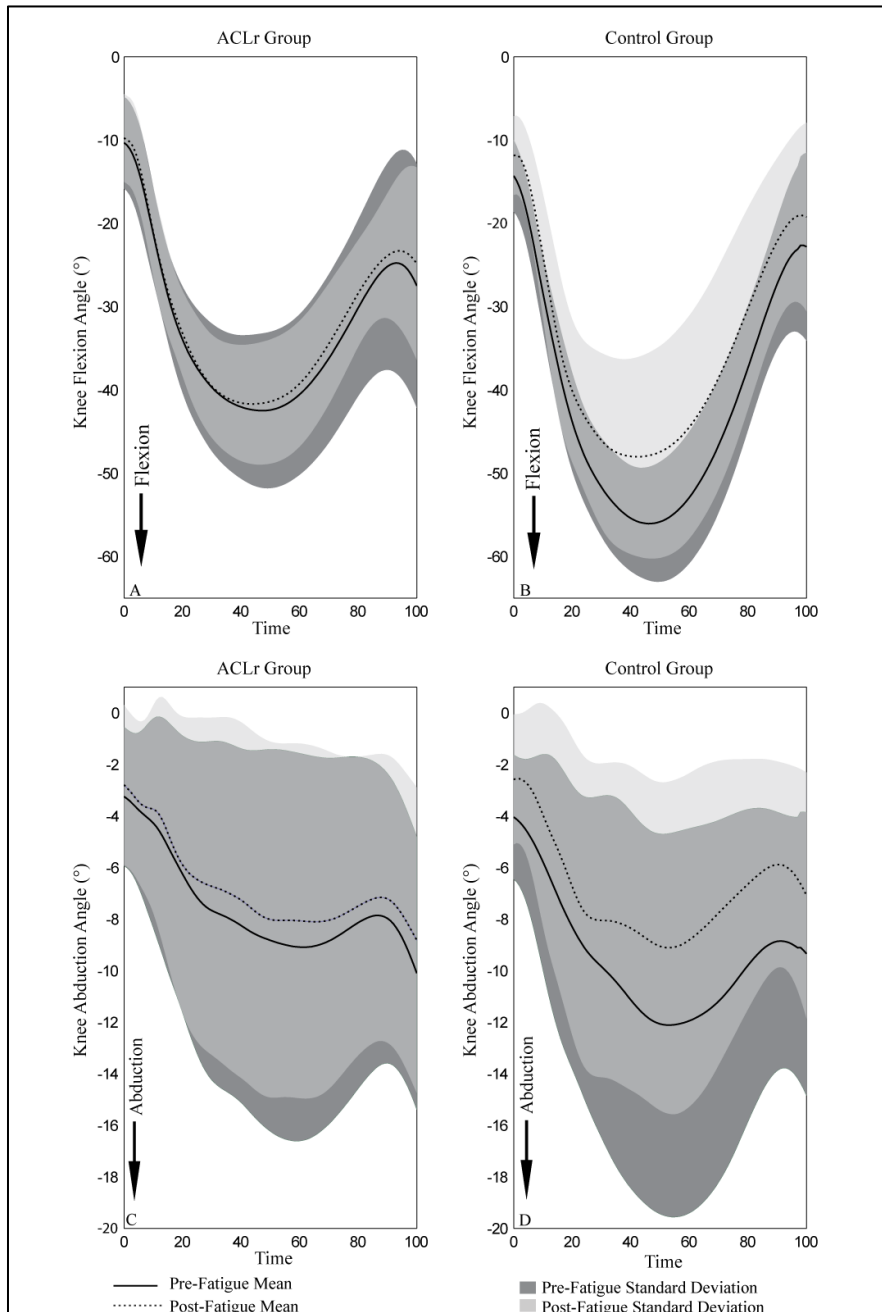 ACLr Group
Control Group
0
-10
-20
-30
-40
-50
-60
Knee Flexion Angle (°)
Flexion
A
0 20 40 60 80 100
Time
0
-10
-20
-30
-40
-50
-60
Knee Flexion Angle (°)
Flexion
B
0 20 40 60 80 100
Time
ACLr Group
Control Group
0
-2
-4
-6
-8
-10
-12
-14
-16
-18
-20
Knee Abduction Angle (°)
Abduction
C
0 20 40 60 80 100
Time
0
-2
-4
-6
-8
-10
-12
-14
-16
-18
-20
Knee Abduction Angle (°)
Abduction
D
0 20 40 60 80 100
Time
Pre-Fatigue Mean
Post-Fatigue Mean
Pre-Fatigue Standard Deviation
Post-Fatigue Standard Deviation